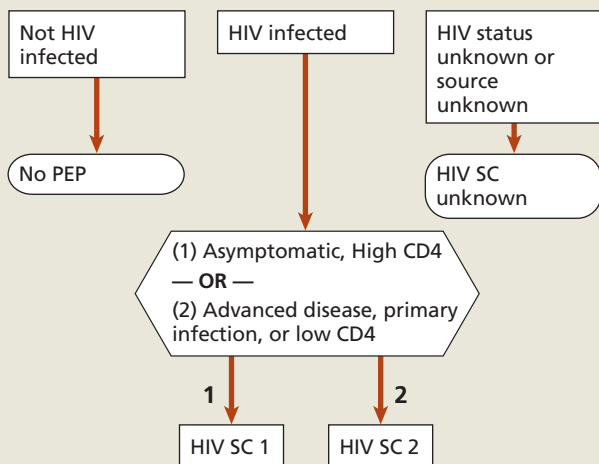 Not HIV
infected
HIV infected
HIV status
unknown or
source
unknown
No PEP
HIV SC
unknown
(1) Asymptomatic, High CD4
— OR —
(2) Advanced disease, primary
infection, or low CD4
1
2
HIV SC 1
HIV SC 2